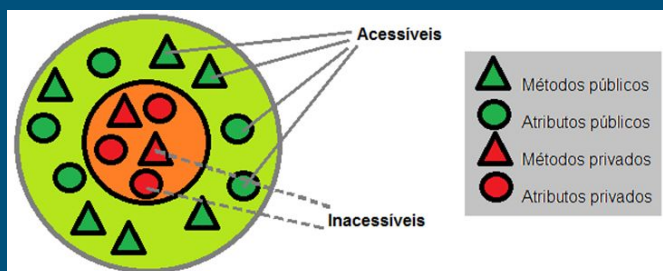 Acessíveis
Métodos públicos
Atributos públicos
Métodos privados
Atributos privados
Inacessíveis